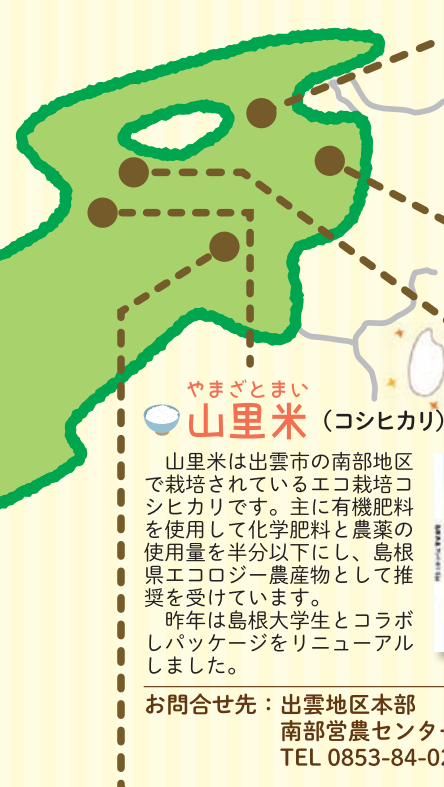 やまざとまい
山里米（コシヒカリ）
山里米は出雲市の南部地区
で栽培されているエコ栽培コ
シヒカリです。主に有機肥料
を使用して化学肥料と農薬の
使用量を半分以下にし、島根
県エコロジー農産物として推
奨を受けています。
昨年は島根大学生とコラボ
しパッケージをリニューアル
しました。
お問合せ先：出雲地区本部
南部営農センター
TEL 0853-84-02